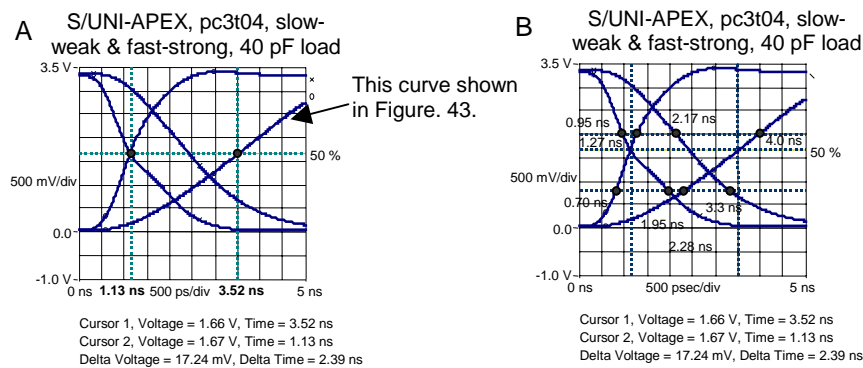 A
S/UNI-APEX, pc3t04, slow-
weak & fast-strong, 40 pF load
3.5 V
×
o
This curve shown
in Figure. 43.
50 %
500 mV/div
0.0 V
-1.0 V
0 ns 1.13 ns 500 ps/div 3.52 ns 5 ns
Cursor 1, Voltage = 1.66 V, Time = 3.52 ns
Cursor 2, Voltage = 1.67 V, Time = 1.13 ns
Delta Voltage = 17.24 mV, Delta Time = 2.39 ns
B
S/UNI-APEX, pc3t04, slow-
weak & fast-strong, 40 pF load
3.5 V
0.95 ns
2.17 ns
1.27 ns
4.0 ns
50 %
500 mV/div
0.70 ns
3.3 ns
1.95 ns
0.0 V
2.28 ns
-1.0 V
0 ns 500 psec/div 5 ns
Cursor 1, Voltage = 1.66 V, Time = 3.52 ns
Cursor 2, Voltage = 1.67 V, Time = 1.13 ns
Delta Voltage = 17.24 mV, Delta Time = 2.39 ns